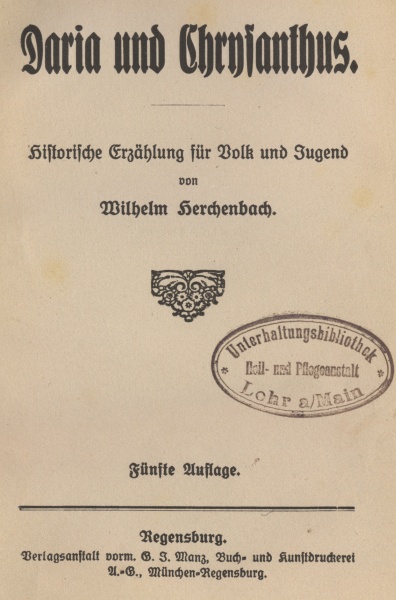 Daria und Chrysanthus.
Historische Erzählung für Volk und Jugend
von
Wilhelm Herchenbach.
Unterhaltungsbibliothek
Heil- und Pflegeanstalt
Lohr a/Main
Fünfte Auflage.
Regensburg.
Verlagsanstalt vorm. G. J. Manz, Buch- und Kunstdruckerei
A.-G., München-Regensburg.